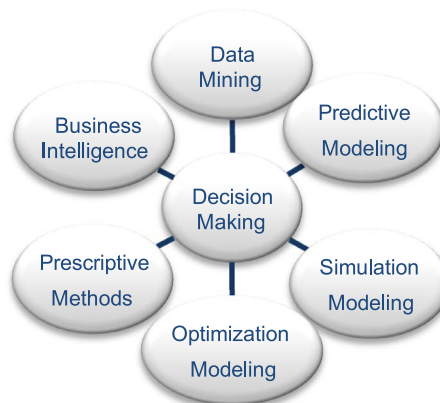 Data
Mining
Predictive
Modeling
Business
Intelligence
Decision
Making
Prescriptive
Methods
Simulation
Modeling
Optimization
Modeling